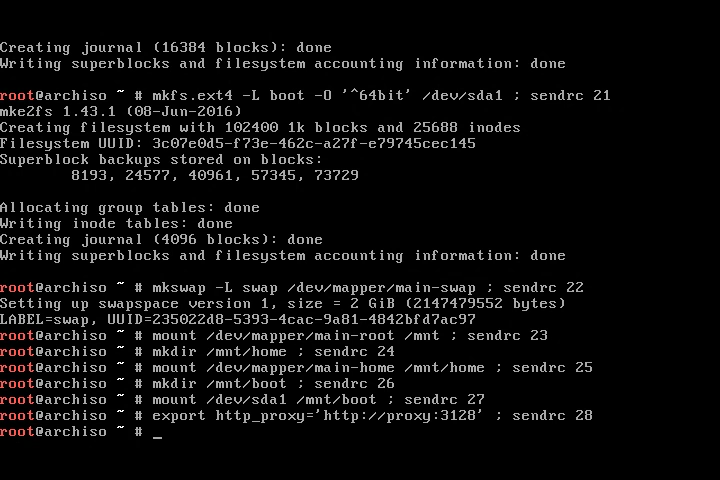 Creating journal (16384 blocks): done
Writing superblocks and filesystem accounting information: done
root@archiso ~ # mkfs.ext4 -L boot -O '^64bit' /dev/sda1 ; sendrc 21
mke2fs 1.43.1 (08-Jun-2016)
Creating filesystem with 102400 1k blocks and 25688 inodes
Filesystem UUID: 3c07e0d5-f73e-462c-a27f-e79745cec145
Superblock backups stored on blocks:
8193, 24577, 40961, 57345, 73729
Allocating group tables: done
Writing inode tables: done
Creating journal (4096 blocks): done
Writing superblocks and filesystem accounting information: done
root@archiso ~ # mkswap -L swap /dev/mapper/main-swap ; sendrc 22
Setting up swapspace version 1, size = 2 GiB (2147479552 bytes)
LABEL=swap, UUID=235022d8-5393-4cac-9a81-4842bfd7ac97
root@archiso ~ # mount /dev/mapper/main-root /mnt ; sendrc 23
root@archiso ~ # mkdir /mnt/home ; sendrc 24
root@archiso ~ # mount /dev/mapper/main-home /mnt/home ; sendrc 25
root@archiso ~ # mkdir /mnt/boot ; sendrc 26
root@archiso ~ # mount /dev/sda1 /mnt/boot ; sendrc 27
root@archiso ~ # export http_proxy='http://proxy:3128' ; sendrc 28
root@archiso ~ # _